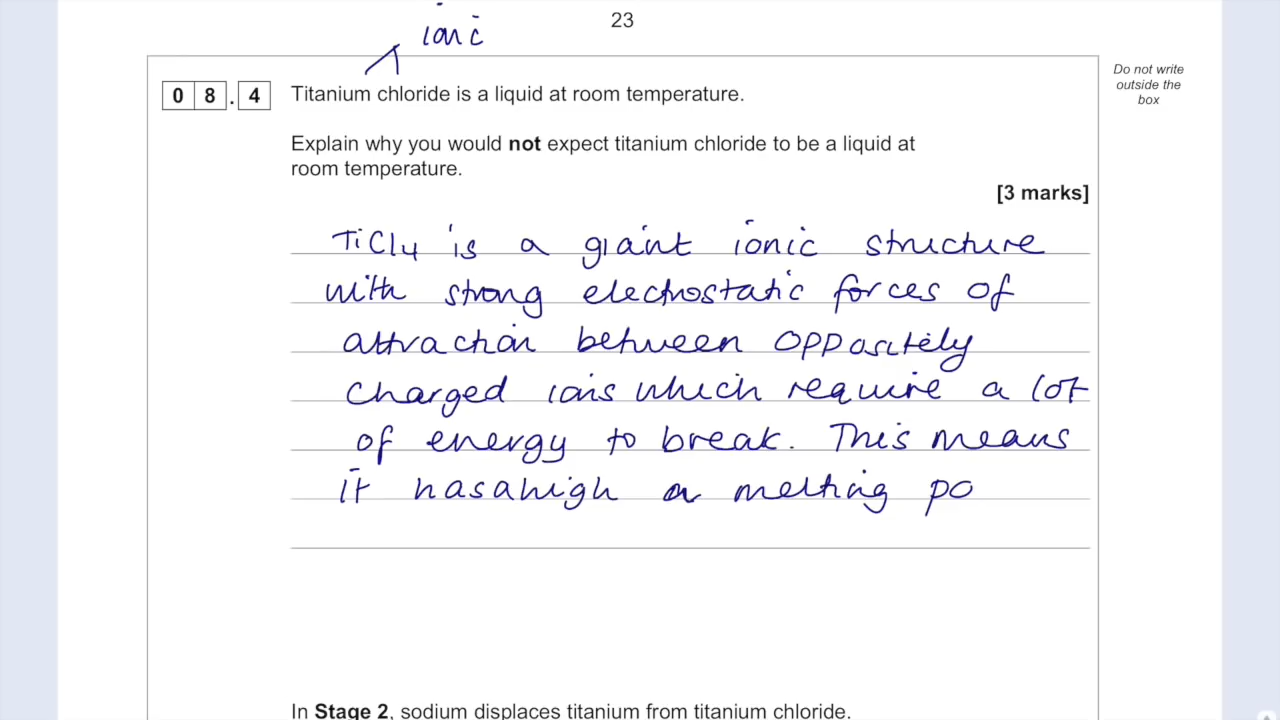 23
ionic
Do not write
outside the
box
0 8 . 4 Titanium chloride is a liquid at room temperature.
Explain why you would not expect titanium chloride to be a liquid at
room temperature.
[3 marks]
TiCl4 is a giant ionic structure
with strong electrostatic forces of
attraction between oppositely
charged ions which require a lot
of energy to break. This means
it has a high a melting po
In Stage 2, sodium displaces titanium from titanium chloride.